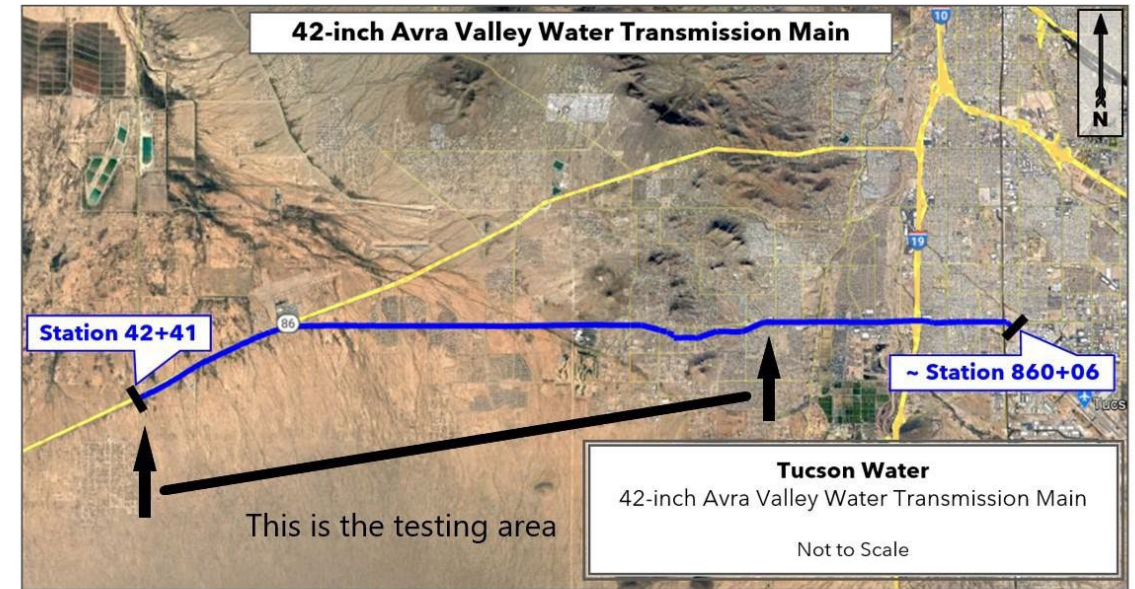 42-inch Avra Valley Water Transmission Main
10
N
19
86
Station 42+41
~ Station 860+06
Tucs
This is the testing area
Tucson Water
42-inch Avra Valley Water Transmission Main
Not to Scale